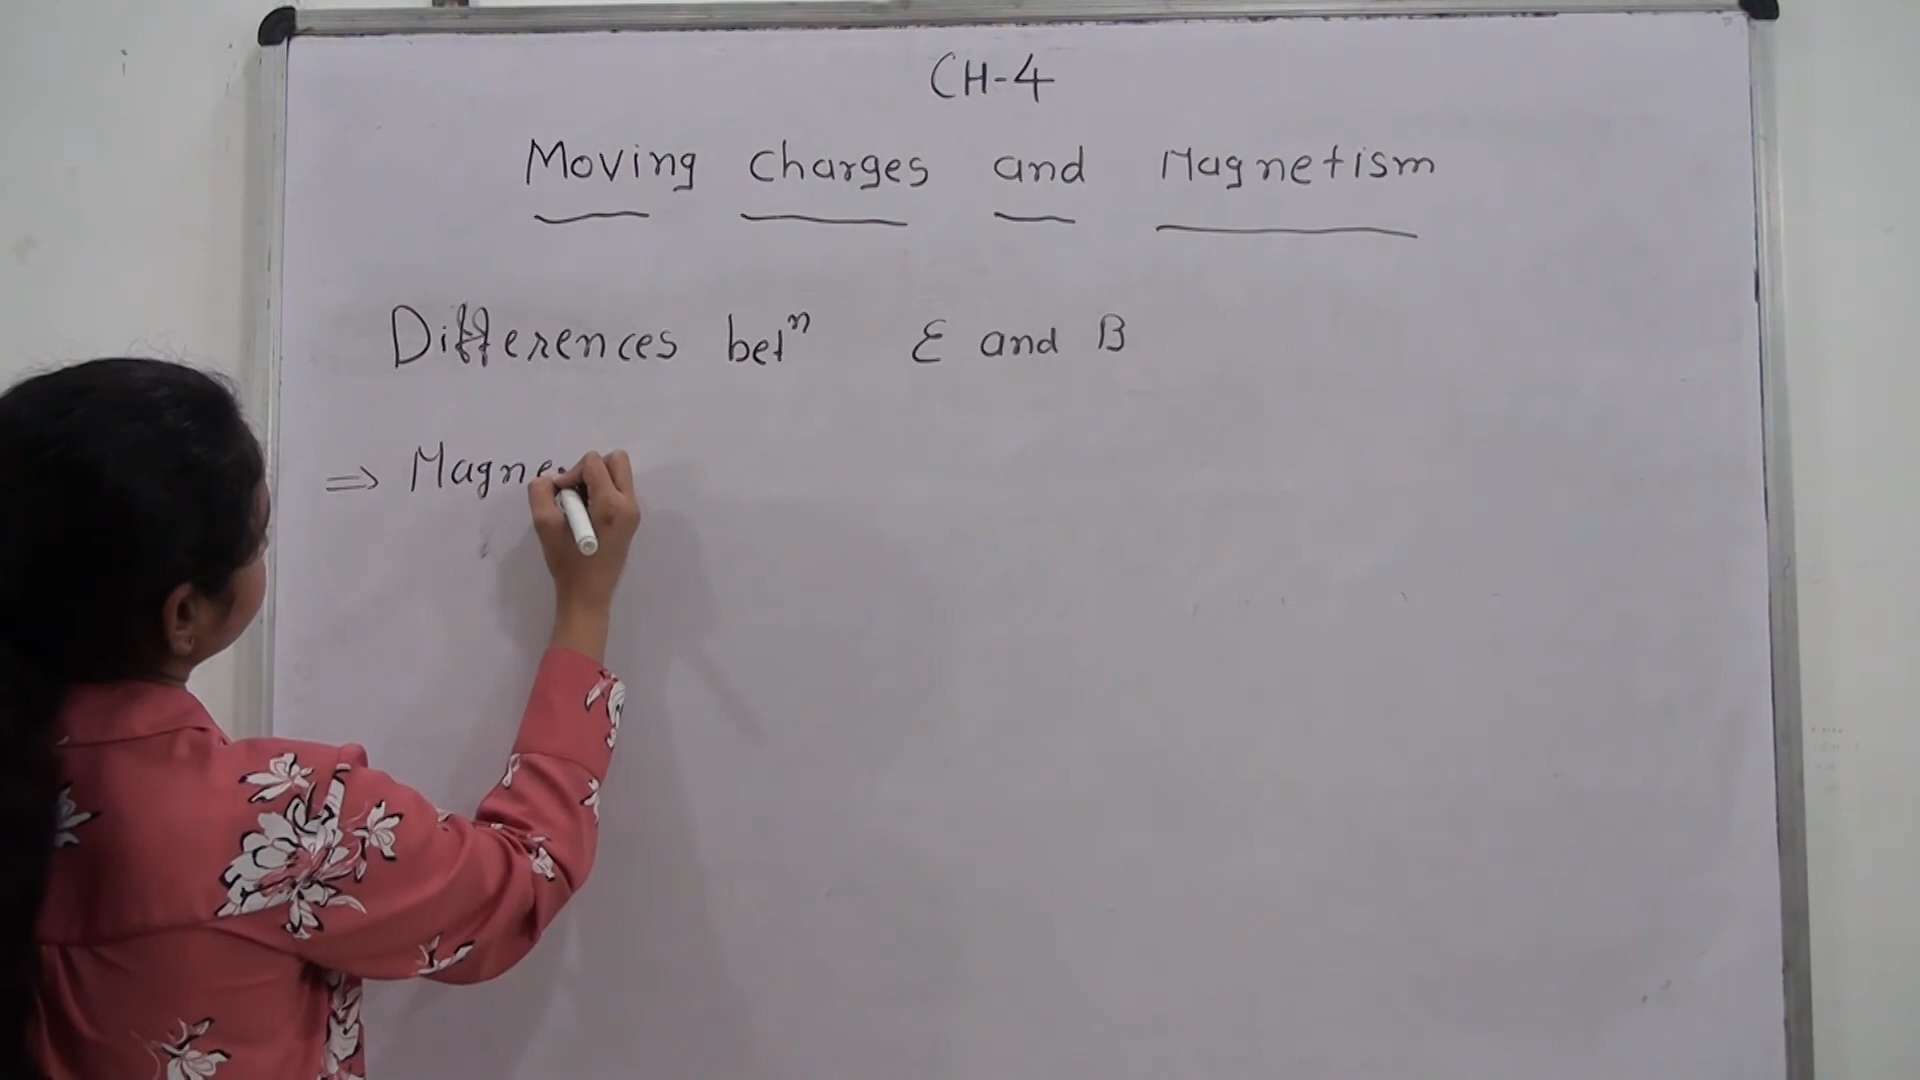 CH-4
Moving charges and Magnetism
Differences betⁿ E and B
⇒ Magne